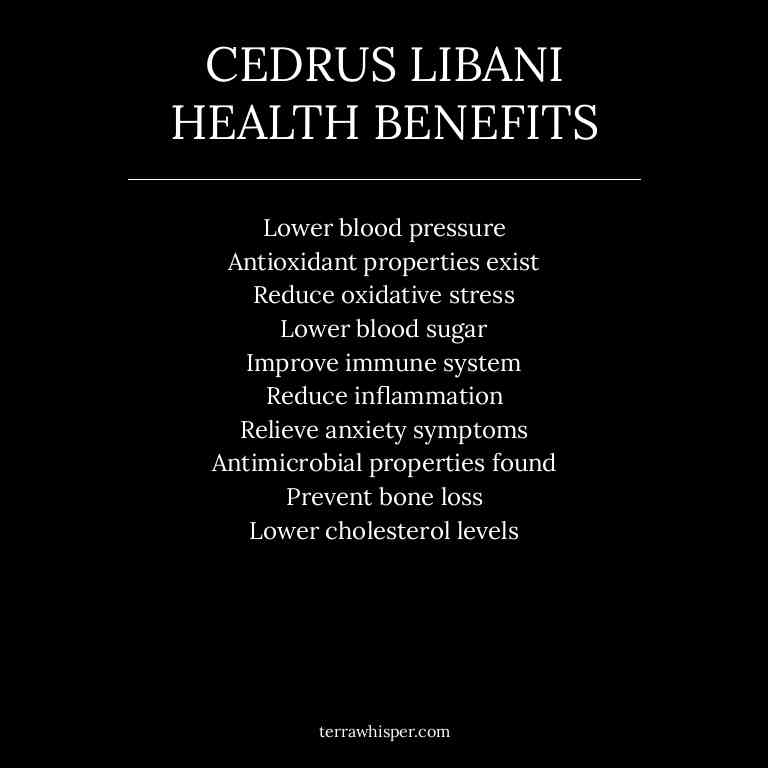 CEDRUS LIBANI
HEALTH BENEFITS
Lower blood pressure
Antioxidant properties exist
Reduce oxidative stress
Lower blood sugar
Improve immune system
Reduce inflammation
Relieve anxiety symptoms
Antimicrobial properties found
Prevent bone loss
Lower cholesterol levels
terrawhisper.com